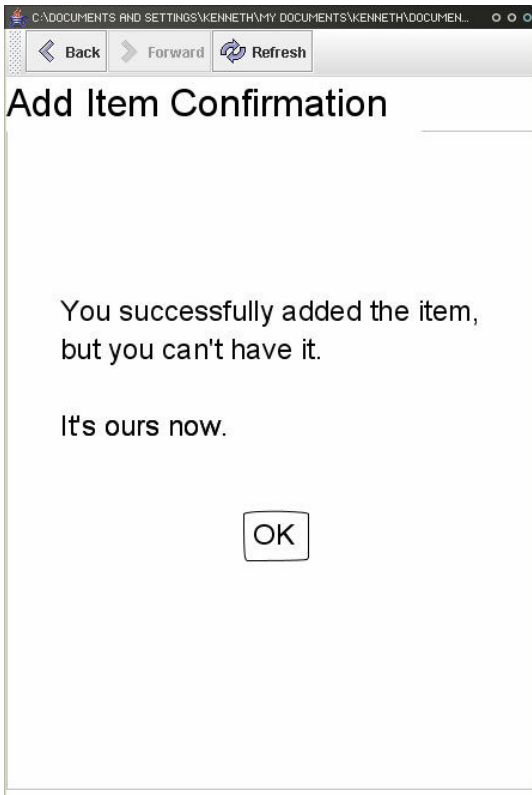 C:\DOCUMENTS AND SETTINGS\KENNETH\MY DOCUMENTS\KENNETH\DOCUMEN...
Back Forward Refresh
Add Item Confirmation
You successfully added the item,
but you can't have it.
It's ours now.
OK